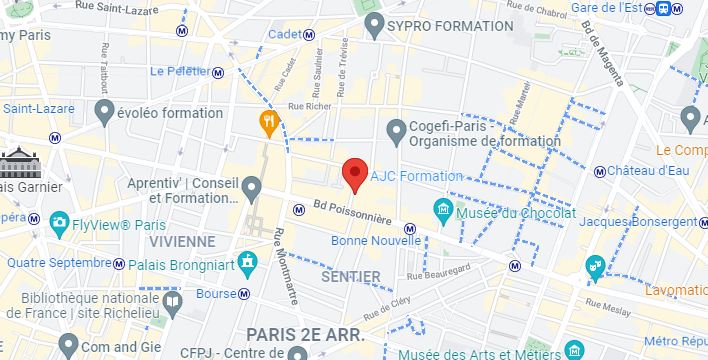 Rue Saint-Lazare
Rue de Chabrol
Gare de l'Est
SYPRO FORMATION
Cadet
my Paris
Rue Taitbout
Le Peletier
Rue Cadet
Rue Saulnier
Rue de Trévise
Bd de Magenta
Rue Richer
Rue Martel
Saint-Lazare
évoléo formation
Cogefi-Paris -
Organisme de formation
Le Comp
ais Garnier
AJC Formation
Château d'Eau
Aprentiv' | Conseil
et Formation...
Bd Poissonnière
Musée du Chocolat
Jacques Bonsergent
Opéra
FlyView® Paris
VIVIENNE
Rue Montmartre
Bonne Nouvelle
Quatre Septembre
Palais Brongniart
SENTIER
Rue Beauregard
Lavomatiq
Bourse
Bibliothèque nationale
de France | site Richelieu
Rue de Cléry
Rue Meslay
PARIS 2E ARR.
Métro Répu
Com and Gie
CFPJ - Centre de
Musée des Arts et Métiers